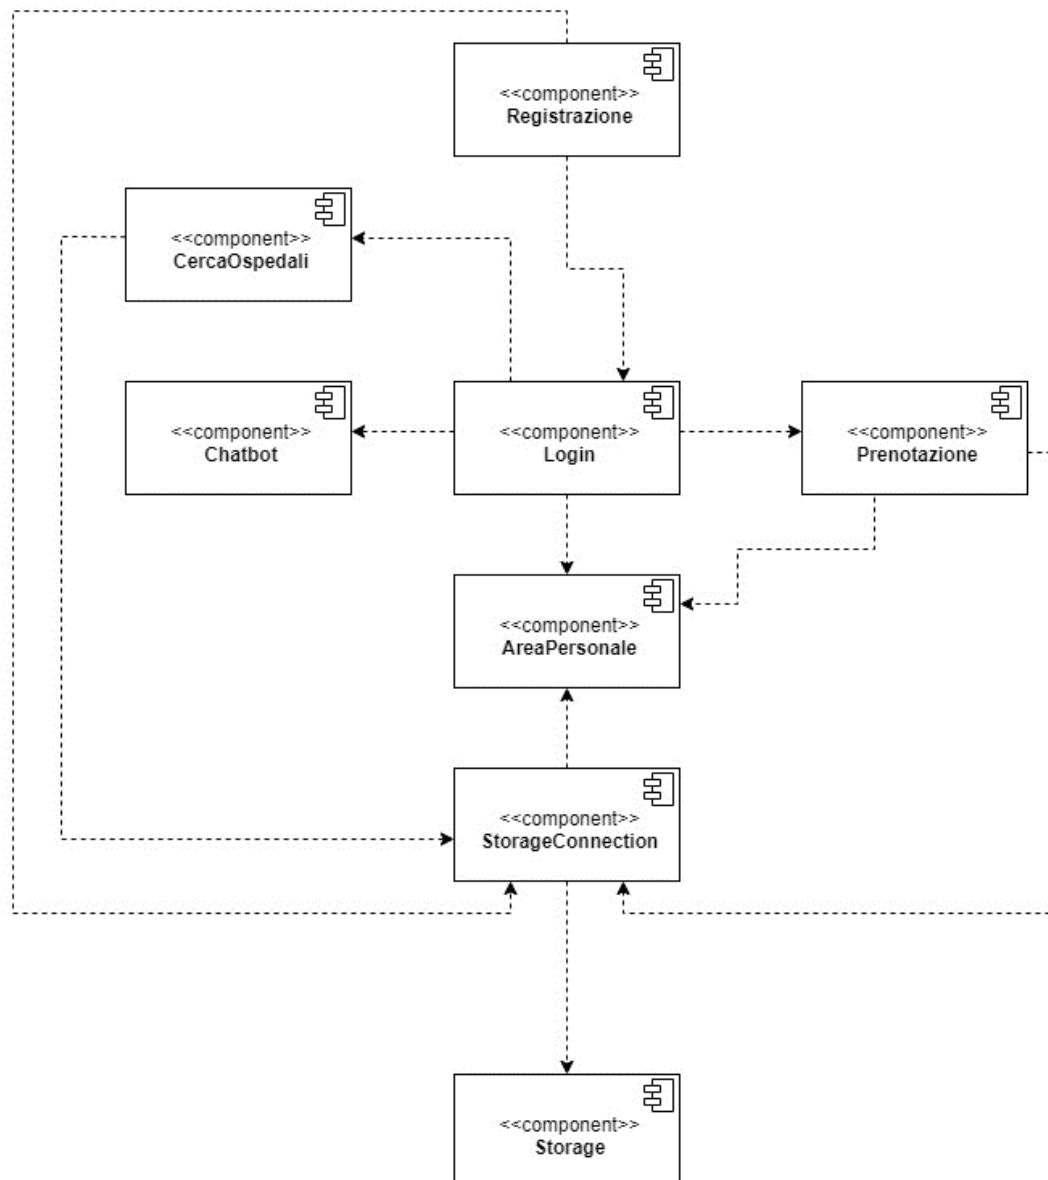 <<component>>
Registrazione
<<component>>
CercaOspedali
<<component>>
Chatbot
<<component>>
Login
<<component>>
Prenotazione
<<component>>
AreaPersonale
<<component>>
StorageConnection
<<component>>
Storage